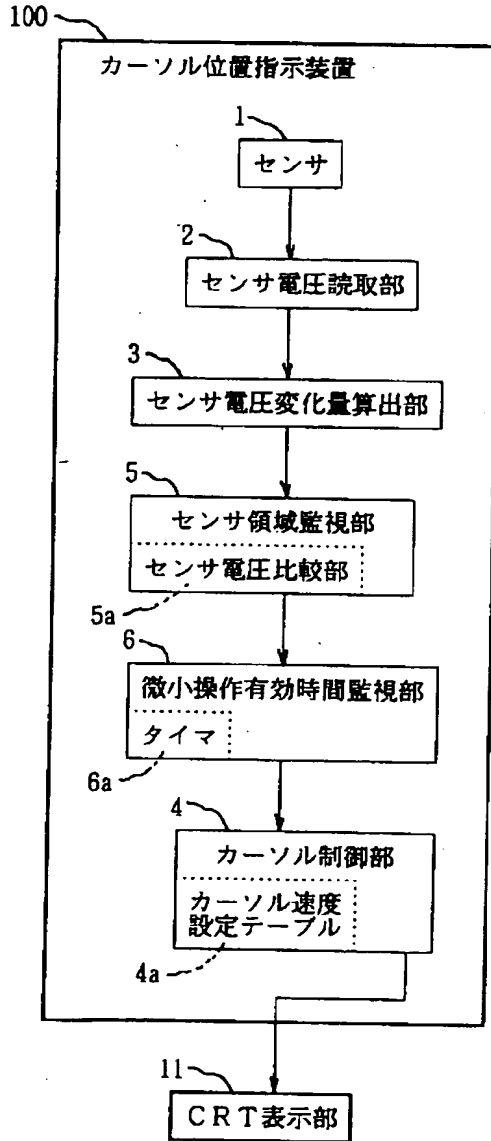 100
カーソル位置指示装置
1
センサ
2
センサ電圧読取部
3
センサ電圧変化量算出部
5
センサ領域監視部
センサ電圧比較部
5a
6
微小操作有効時間監視部
タイマ
6a
4
カーソル制御部
カーソル速度
設定テーブル
4a
11
CRT表示部